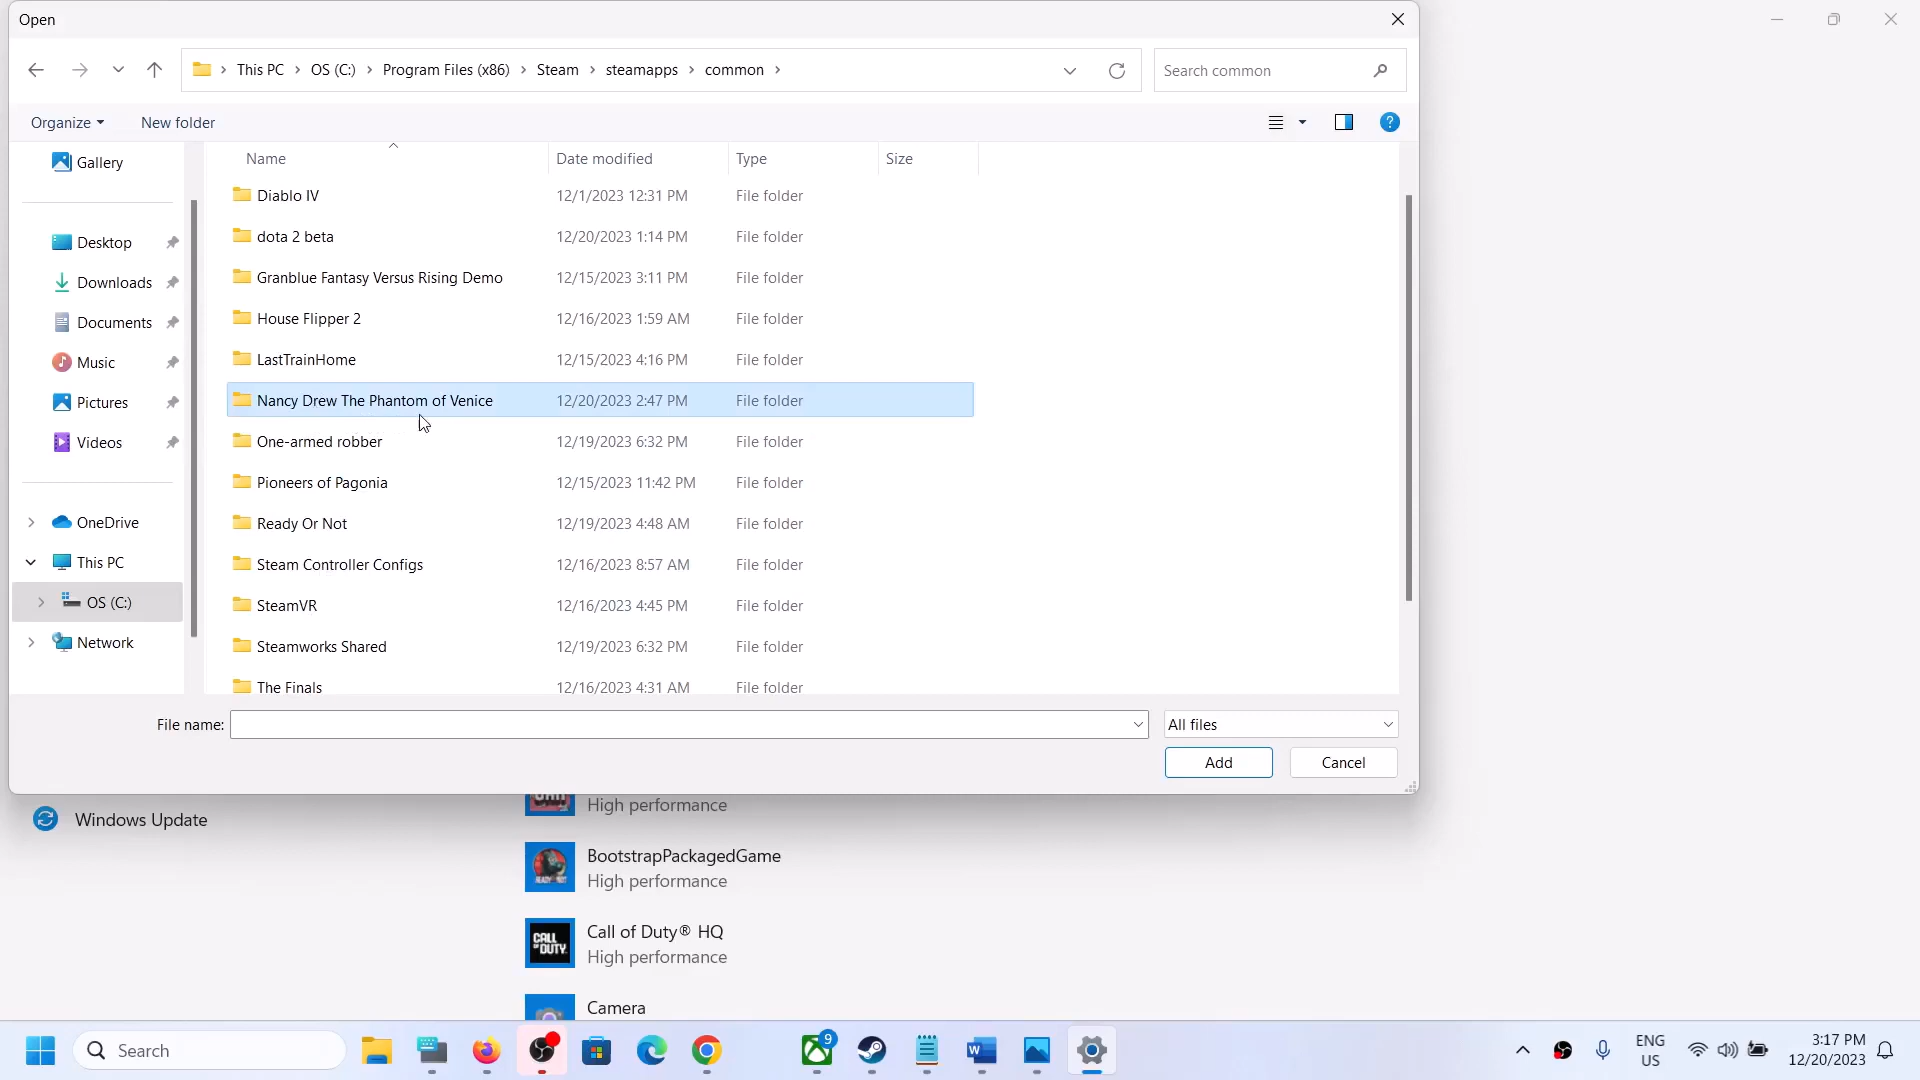 Open
This PC
OS (C:)
Program Files (x86)
Steam
steamapps
common
Search common
Organize
New folder
?
Name
Date modified
Type
Size
Gallery
Desktop
Downloads
Documents
Music
Pictures
Videos
OneDrive
This PC
OS (C:)
Network
Diablo IV 12/1/2023 12:31 PM File folder
dota 2 beta 12/20/2023 1:14 PM File folder
Granblue Fantasy Versus Rising Demo 12/15/2023 3:11 PM File folder
House Flipper 2 12/16/2023 1:59 AM File folder
LastTrainHome 12/15/2023 4:16 PM File folder
Nancy Drew The Phantom of Venice 12/20/2023 2:47 PM File folder
One-armed robber 12/19/2023 6:32 PM File folder
Pioneers of Pagonia 12/15/2023 11:42 PM File folder
Ready Or Not 12/19/2023 4:48 AM File folder
Steam Controller Configs 12/16/2023 8:57 AM File folder
SteamVR 12/16/2023 4:45 PM File folder
Steamworks Shared 12/19/2023 6:32 PM File folder
The Finals 12/16/2023 4:31 AM File folder
File name:
All files
Add
Cancel
Windows Update
High performance
BootstrapPackagedGame
High performance
CALL OF DUTY
Call of Duty® HQ
High performance
Camera
Search
9
ENG
US
3:17 PM
12/20/2023